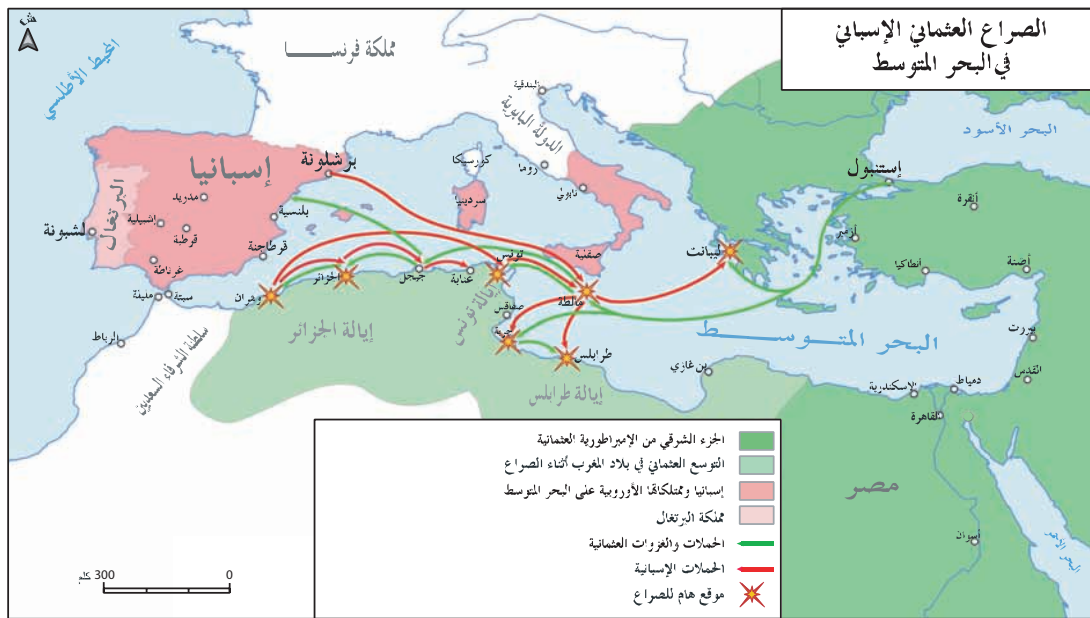 الصراع العثماني الإسباني
في البحر المتوسط
ش
المحيط الأطلسي
مملكة فرنســـــا
البندقية
الدولة البابوية
كورسيكا
روما
نابولي
سردينيا
صقلية
البحر الأسود
إستنبول
أنقرة
أزمير
أنطاكيا
أضنة
ليبانت
برشلونة
إسبانيا
مدريد
بلنسية
البرتغال
لشبونة
اشبيلية
قرطبة
قرطاجنة
غرناطة
سبتة
مليلة
الرباط
سلطنة الشرفاء السعديين
وهران
الجزائر
جيجل
عنابة
تونس
إيالة تونس
صفاقس
جربة
مالطة
طرابلس
إيالة الجزائر
إيالة طرابلس
البحر المتـــوســـط
بن غازي
الاسكندرية
دمياط
القاهرة
بيروت
القدس
مصر
أسوان
البحر الأحمر
الجزء الشرقي من الإمبراطورية العثمانية
التوسع العثماني في بلاد المغرب أثناء الصراع
إسبانيا وممتلكاتها الأوروبية على البحر المتوسط
مملكة البرتغال
الحملات والغزوات العثمانية
الحملات الإسبانية
موقع هام للصراع
0 300 كلم